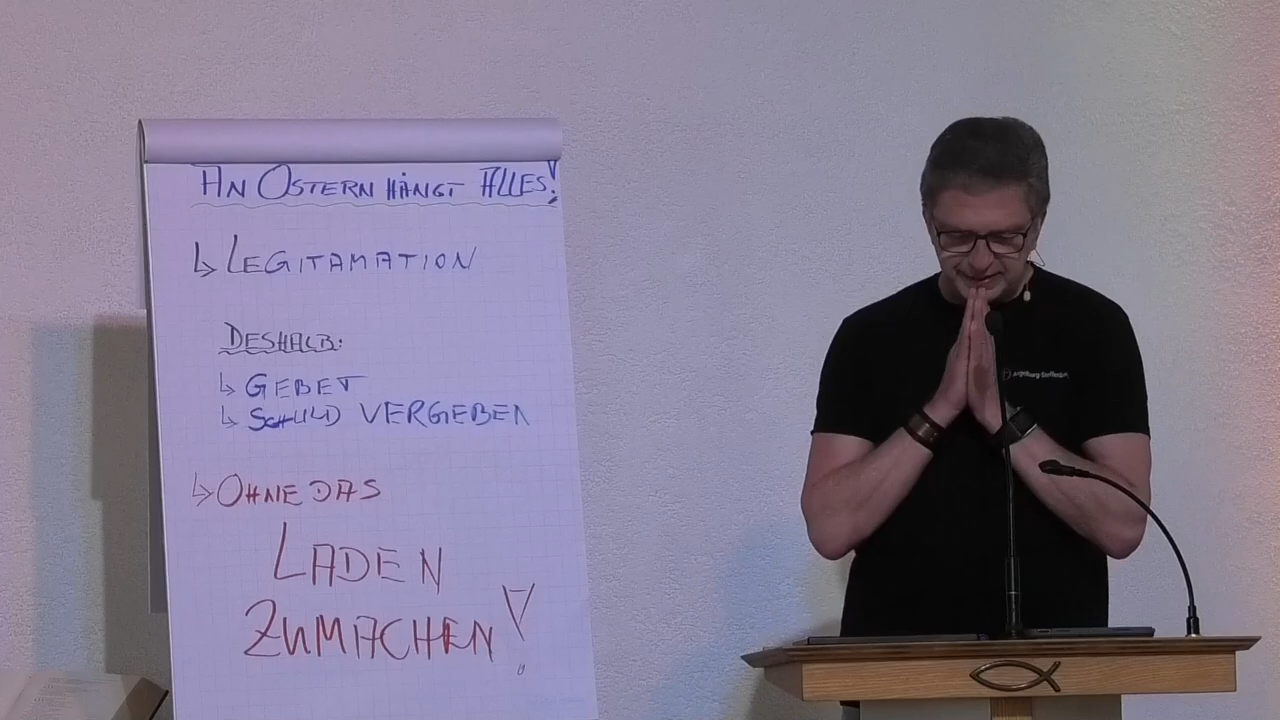 AN OSTERN HÄNGT ALLES!
↳ LEGITAMATION
DESHALB:
↳ GEBET
↳ SCHULD VERGEBEN
↳ OHNE DAS
LADEN
ZUMACHEN!